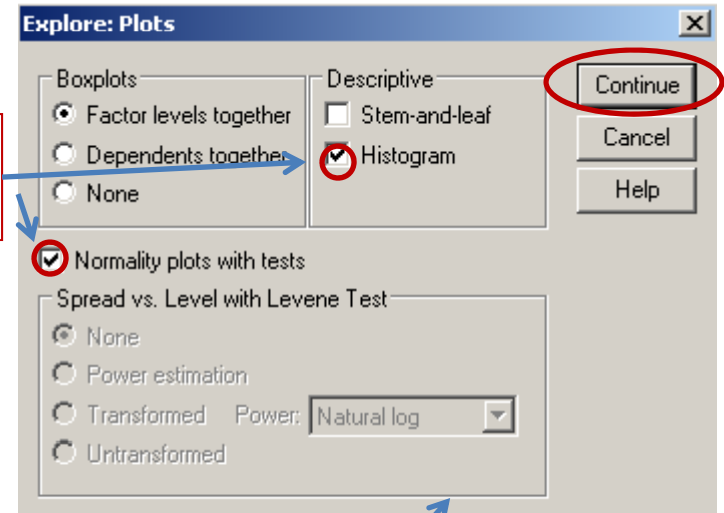 Explore: Plots
Boxplots
Factor levels together
Dependents together
None
Descriptive
Stem-and-leaf
Histogram
Continue
Cancel
Help
Normality plots with tests
Spread vs. Level with Levene Test
None
Power estimation
Transformed Power: Natural log
Untransformed